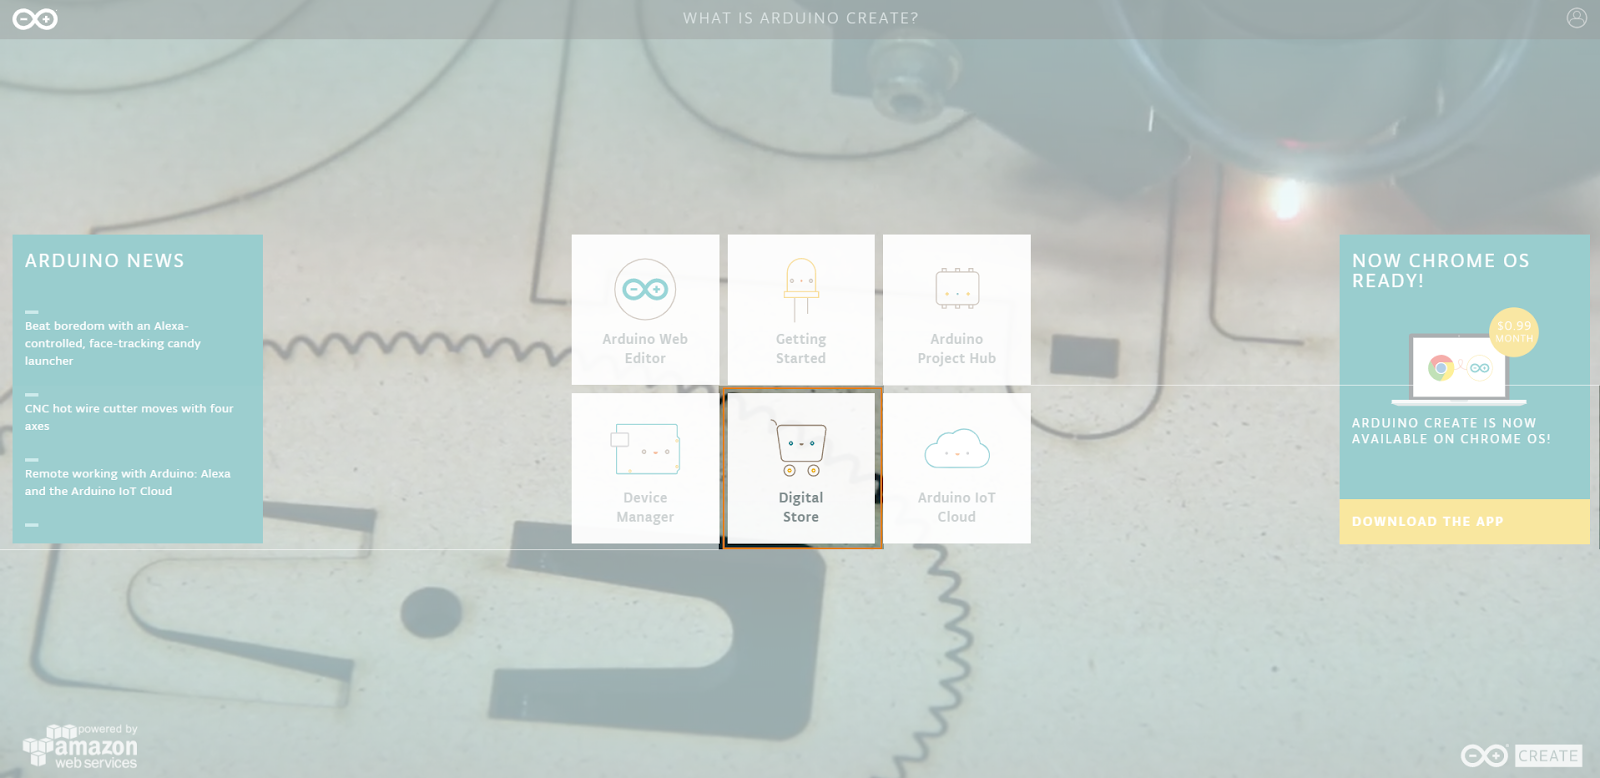 WHAT IS ARDUINO CREATE?
ARDUINO NEWS
Beat boredom with an Alexa-
controlled, face-tracking candy
launcher
CNC hot wire cutter moves with four
axes
Remote working with Arduino: Alexa
and the Arduino IoT Cloud
Arduino Web
Editor
Getting
Started
Arduino
Project Hub
Device
Manager
Digital
Store
Arduino IoT
Cloud
NOW CHROME OS
READY!
$0.99
MONTH
ARDUINO CREATE IS NOW
AVAILABLE ON CHROME OS!
DOWNLOAD THE APP
powered by
amazon
web services
CREATE